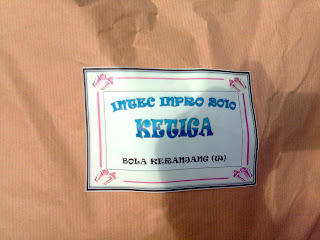 INTEC INPRO 2010
KETIGA
BOLA KERANJANG (W)